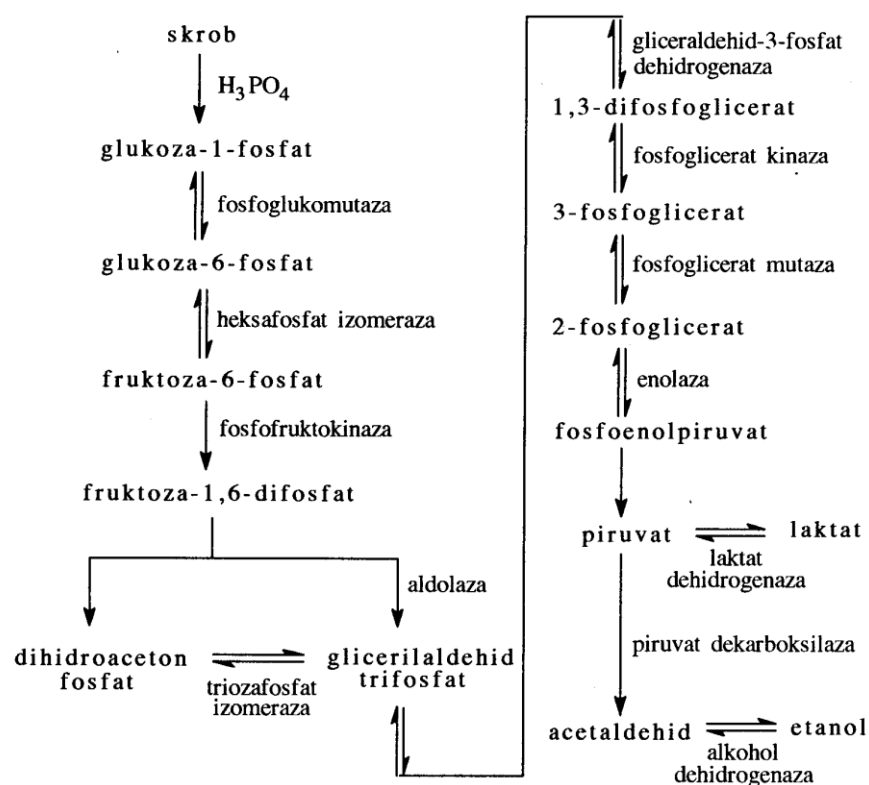 skrob
H3PO4
glukoza-1-fosfat
fosfoglukomutaza
glukoza-6-fosfat
heksafosfat izomeraza
fruktoza-6-fosfat
fosfofruktokinaza
fruktoza-1,6-difosfat
aldolaza
dihidroaceton
fosfat
triozafosfat
izomeraza
glicerilaldehid
trifosfat
gliceraldehid-3-fosfat
dehidrogenaza
1,3-difosfoglicerat
fosfoglicerat kinaza
3-fosfoglicerat
fosfoglicerat mutaza
2-fosfoglicerat
enolaza
fosfoenolpiruvat
piruvat
laktat
laktat
dehidrogenaza
piruvat dekarboksilaza
acetaldehid
etanol
alkohol
dehidrogenaza